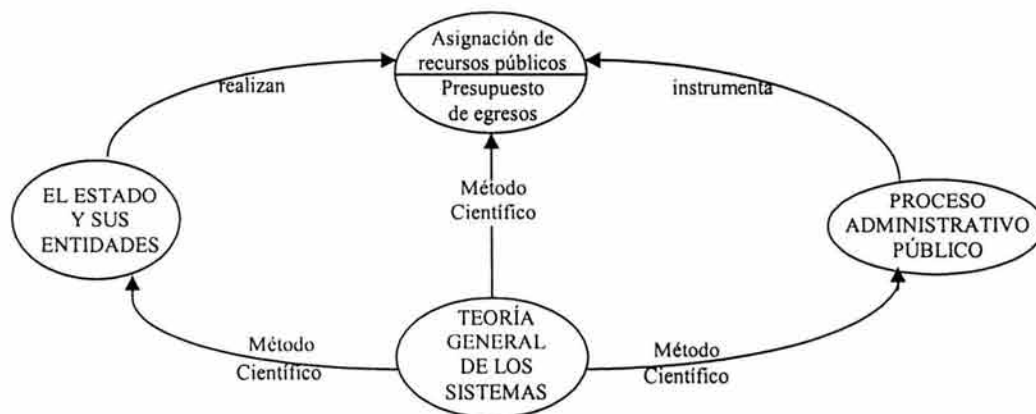 Asignación de
recursos públicos
Presupuesto
de egresos
realizan
instrumenta
EL ESTADO
Y SUS
ENTIDADES
Método
Científico
PROCESO
ADMINISTRATIVO
PÚBLICO
TEORÍA
GENERAL
DE LOS
SISTEMAS
Método
Científico
Método
Científico